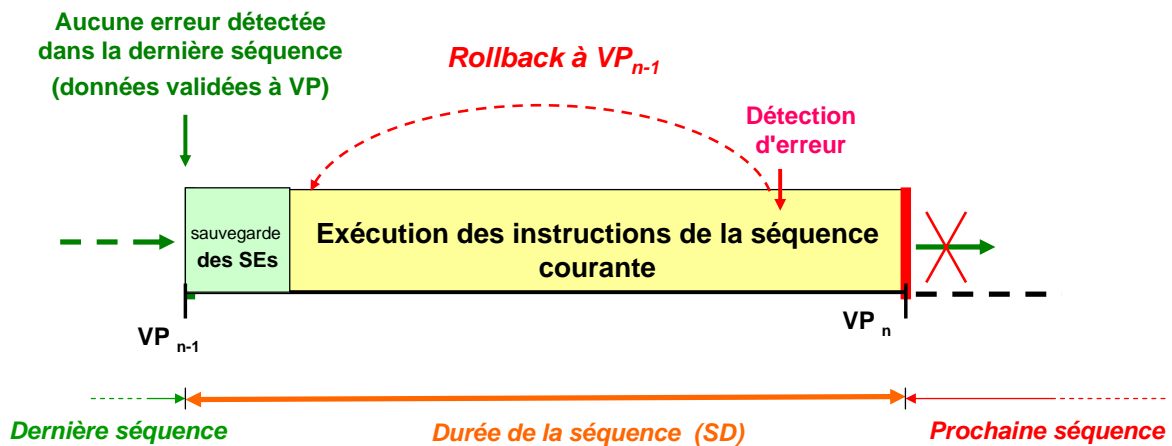 Aucune erreur détectée
dans la dernière séquence
(données validées à VP)
Rollback à VPn-1
Détection
d'erreur
sauvegarde
des SEs
Exécution des instructions de la séquence
courante
VP n-1
VP n
Dernière séquence
Durée de la séquence (SD)
Prochaine séquence